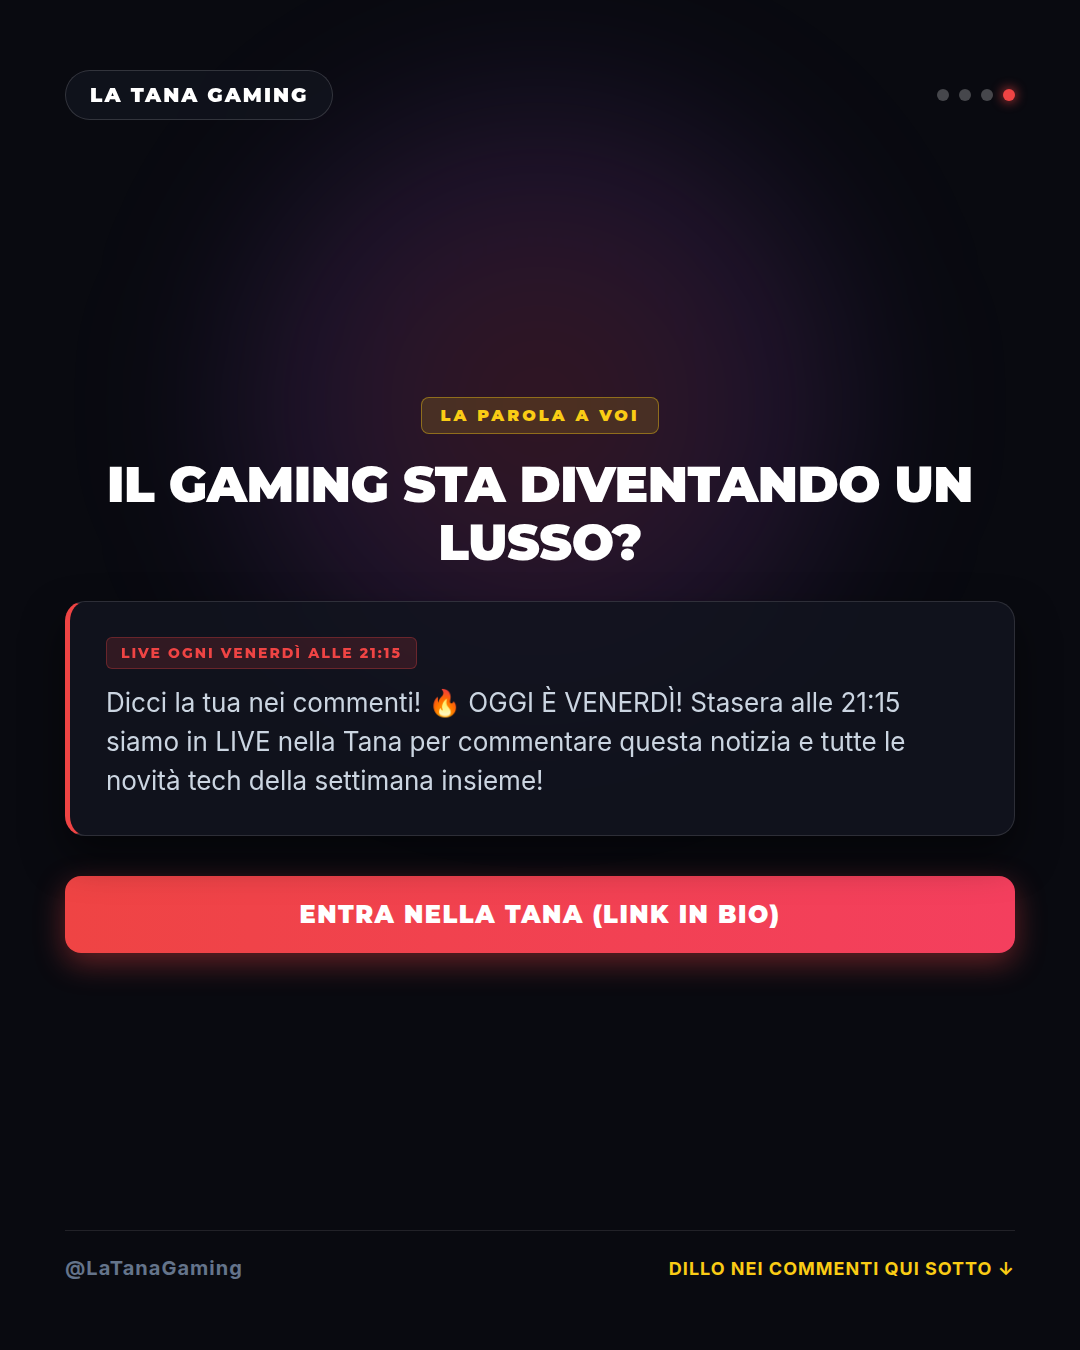 LA TANA GAMING
LA PAROLA A VOI
IL GAMING STA DIVENTANDO UN
LUSSO?
LIVE OGNI VENERDÌ ALLE 21:15
Dicci la tua nei commenti! 🔥 OGGI È VENERDÌ! Stasera alle 21:15
siamo in LIVE nella Tana per commentare questa notizia e tutte le
novità tech della settimana insieme!
ENTRA NELLA TANA (LINK IN BIO)
@LaTanaGaming
DILLO NEI COMMENTI QUI SOTTO ↓